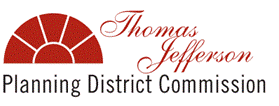 Thomas
Jefferson
Planning District Commission